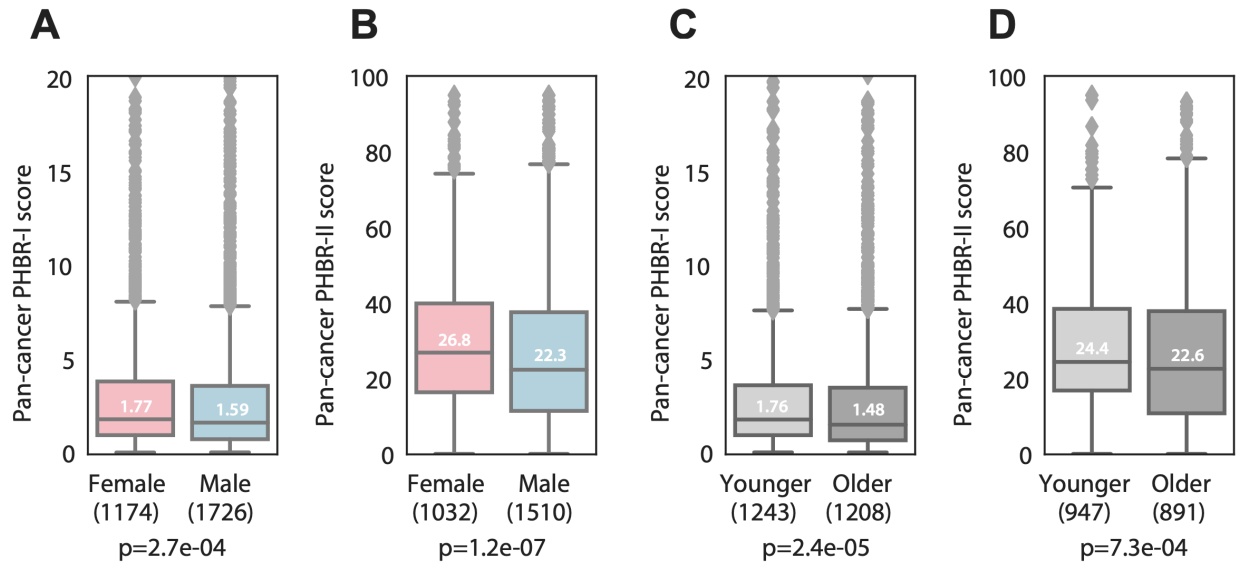 A
Pan-cancer PHBR-I score
20
15
10
5
0
1.77
1.59
Female Male
(1174) (1726)
p=2.7e-04
B
Pan-cancer PHBR-II score
100
80
60
40
20
0
26.8
22.3
Female Male
(1032) (1510)
p=1.2e-07
C
Pan-cancer PHBR-I score
20
15
10
5
0
1.76
1.48
Younger Older
(1243) (1208)
p=2.4e-05
D
Pan-cancer PHBR-II score
100
80
60
40
20
0
24.4
22.6
Younger Older
(947) (891)
p=7.3e-04